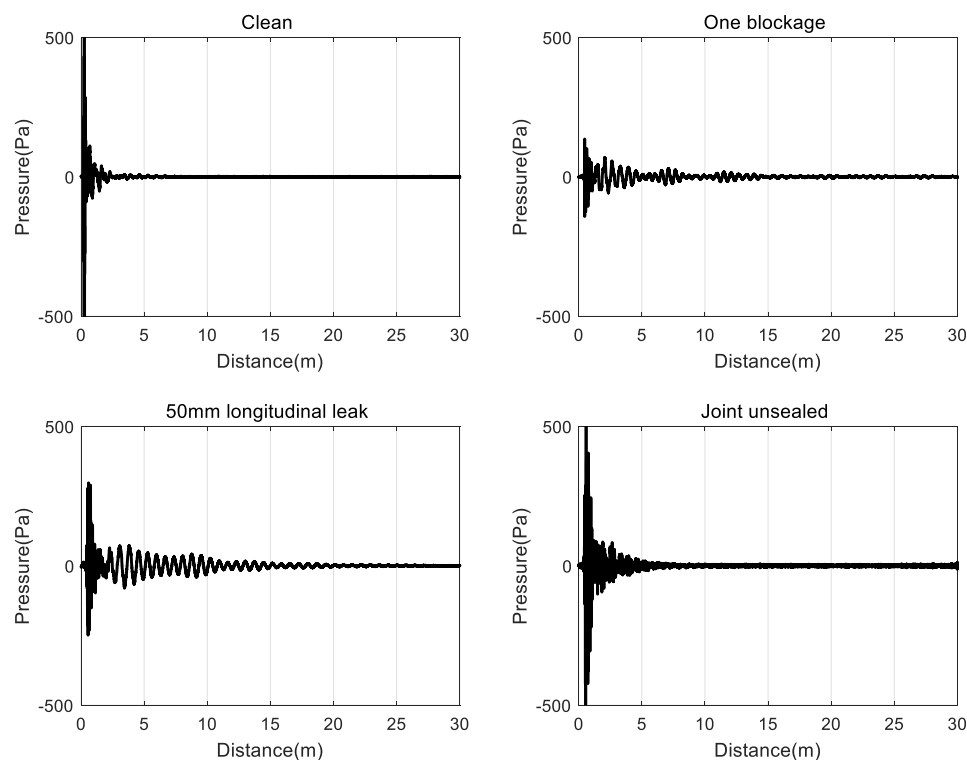 Clean
One blockage
500
0
-500
Pressure(Pa)
0 5 10 15 20 25 30
Distance(m)
500
0
-500
Pressure(Pa)
0 5 10 15 20 25 30
Distance(m)
50mm longitudinal leak
Joint unsealed
500
0
-500
Pressure(Pa)
0 5 10 15 20 25 30
Distance(m)
500
0
-500
Pressure(Pa)
0 5 10 15 20 25 30
Distance(m)